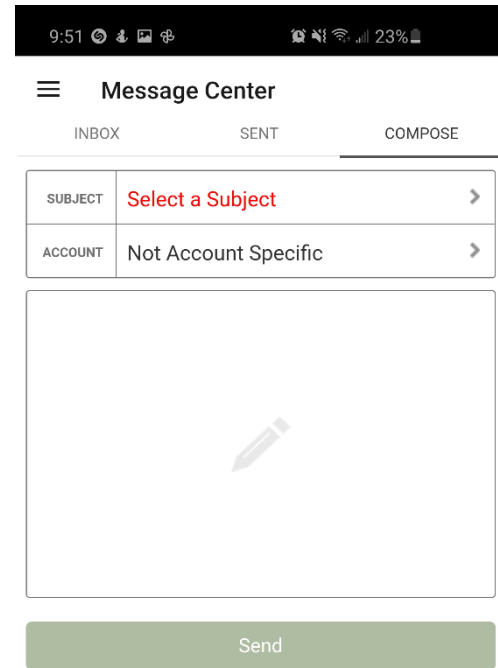 9:51 23%
Message Center
INBOX SENT COMPOSE
SUBJECT Select a Subject
ACCOUNT Not Account Specific
Send